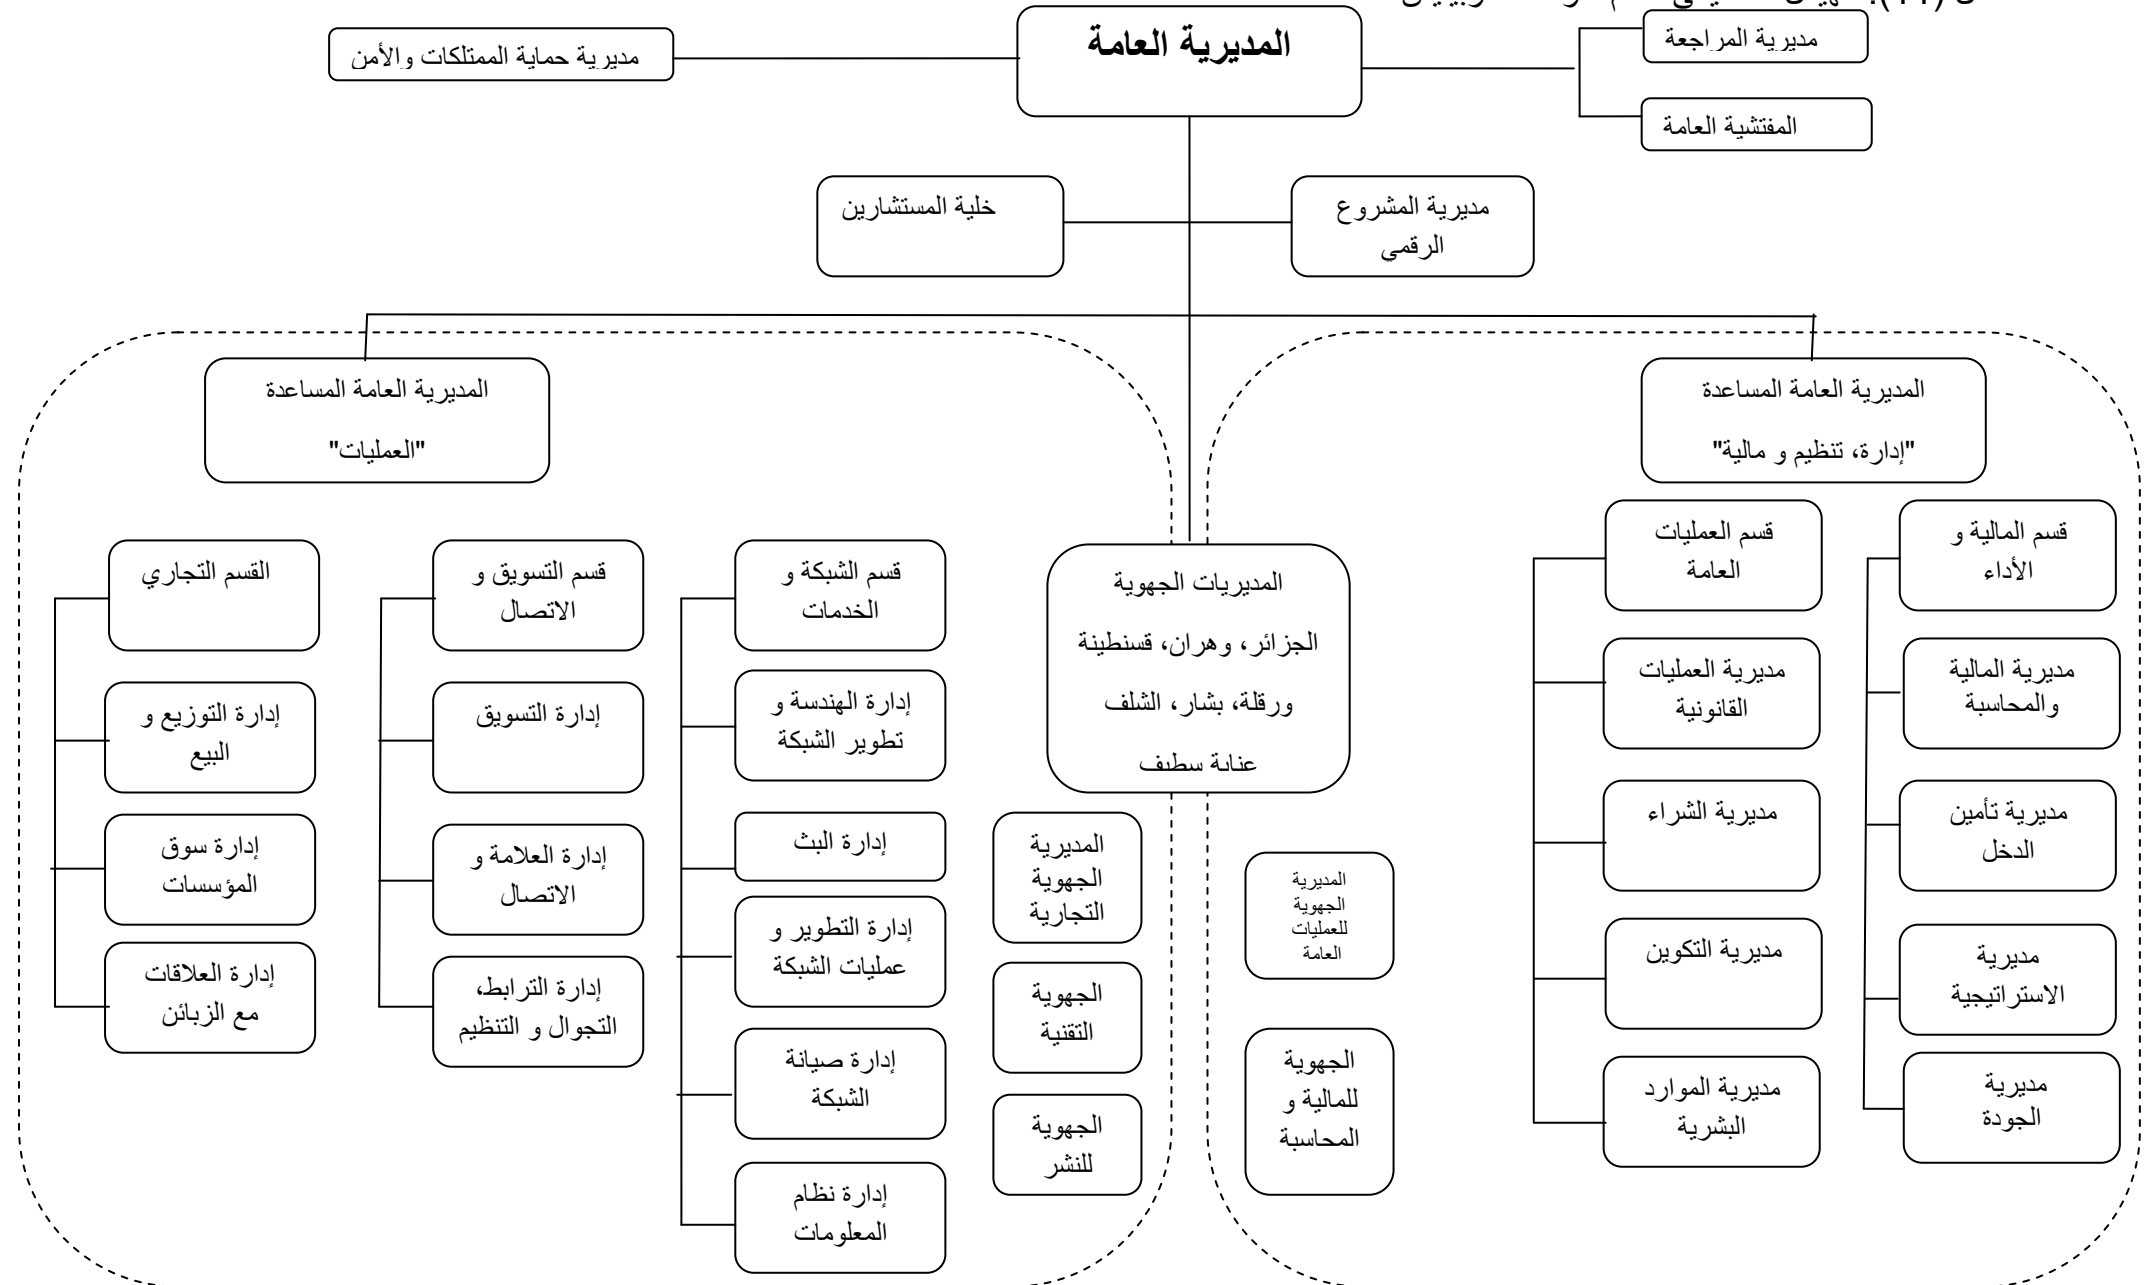 المديرية العامة
مديرية المراجعة
المفتشية العامة
مديرية حماية الممتلكات والأمن
مديرية المشروع
الرقمي
خلية المستشارين
المديرية العامة المساعدة
"إدارة، تنظيم و مالية"
المديرية العامة المساعدة
"العمليات"
قسم المالية و
الأداء
مديرية المالية
والمحاسبة
مديرية تأمين
الدخل
مديرية
الاستراتيجية
مديرية
الجودة
قسم العمليات
العامة
مديرية العمليات
القانونية
مديرية الشراء
مديرية التكوين
مديرية الموارد
البشرية
المديريات الجهوية
الجزائر، وهران، قسنطينة
ورقلة، بشار، الشلف
عنابة سطيف
المديرية
الجهوية
للعمليات
العامة
الجهوية
للمالية و
المحاسبة
المديرية
الجهوية
التجارية
الجهوية
التقنية
الجهوية
للنشر
قسم الشبكة و
الخدمات
إدارة الهندسة و
تطوير الشبكة
إدارة البث
إدارة التطوير و
عمليات الشبكة
إدارة صيانة
الشبكة
إدارة نظام
المعلومات
قسم التسويق و
الاتصال
إدارة التسويق
إدارة العلامة و
الاتصال
إدارة الترابط،
التجوال و التنظيم
القسم التجاري
إدارة التوزيع و
البيع
إدارة سوق
المؤسسات
إدارة العلاقات
مع الزبائن